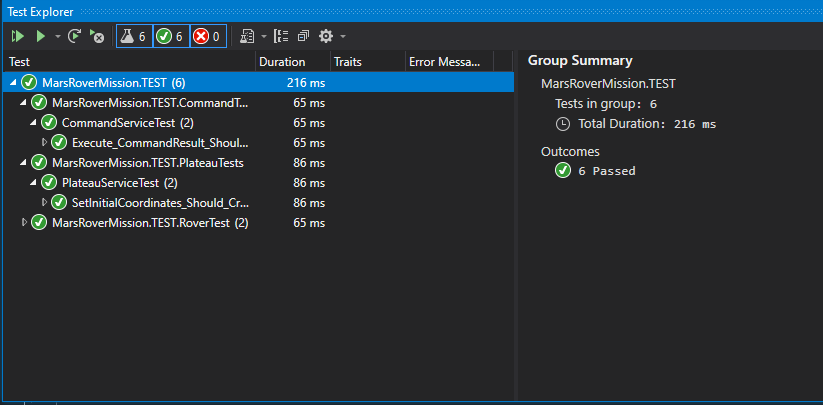 Test Explorer
6 6 0
Test Duration Traits Error Messa...
MarsRoverMission.TEST (6) 216 ms
MarsRoverMission.TEST.CommandT... 65 ms
CommandServiceTest (2) 65 ms
Execute_CommandResult_Shoul... 65 ms
MarsRoverMission.TEST.PlateauTests 86 ms
PlateauServiceTest (2) 86 ms
SetInitialCoordinates_Should_Cr... 86 ms
MarsRoverMission.TEST.RoverTest (2) 65 ms
Group Summary
MarsRoverMission.TEST
Tests in group: 6
Total Duration: 216 ms
Outcomes
6 Passed